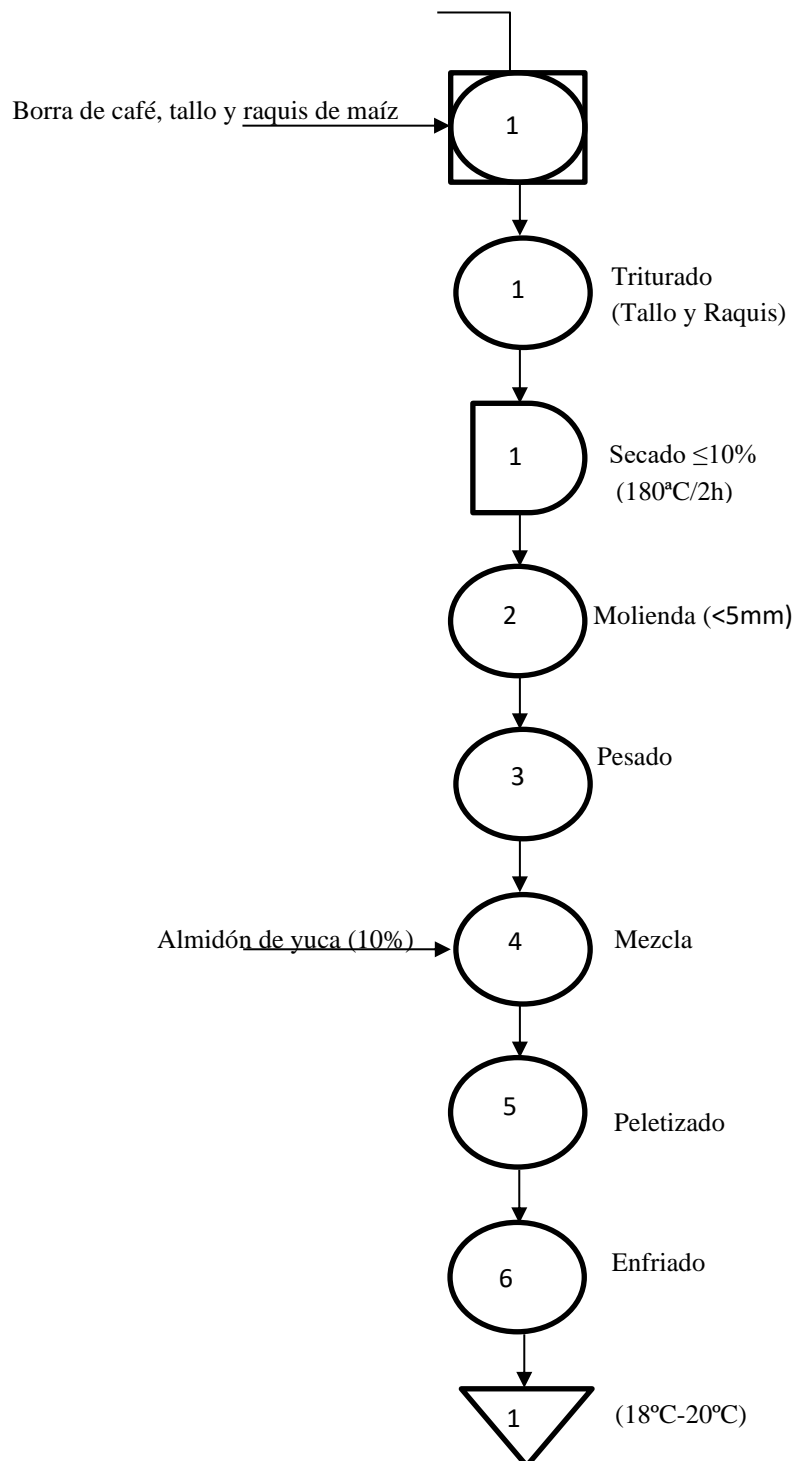 Borra de café, tallo y raquis de maíz
1
1
Triturado
(Tallo y Raquis)
1
Secado ≤10%
(180ªC/2h)
2
Molienda (<5mm)
3
Pesado
Almidón de yuca (10%)
4
Mezcla
5
Peletizado
6
Enfriado
1
(18ºC-20ºC)